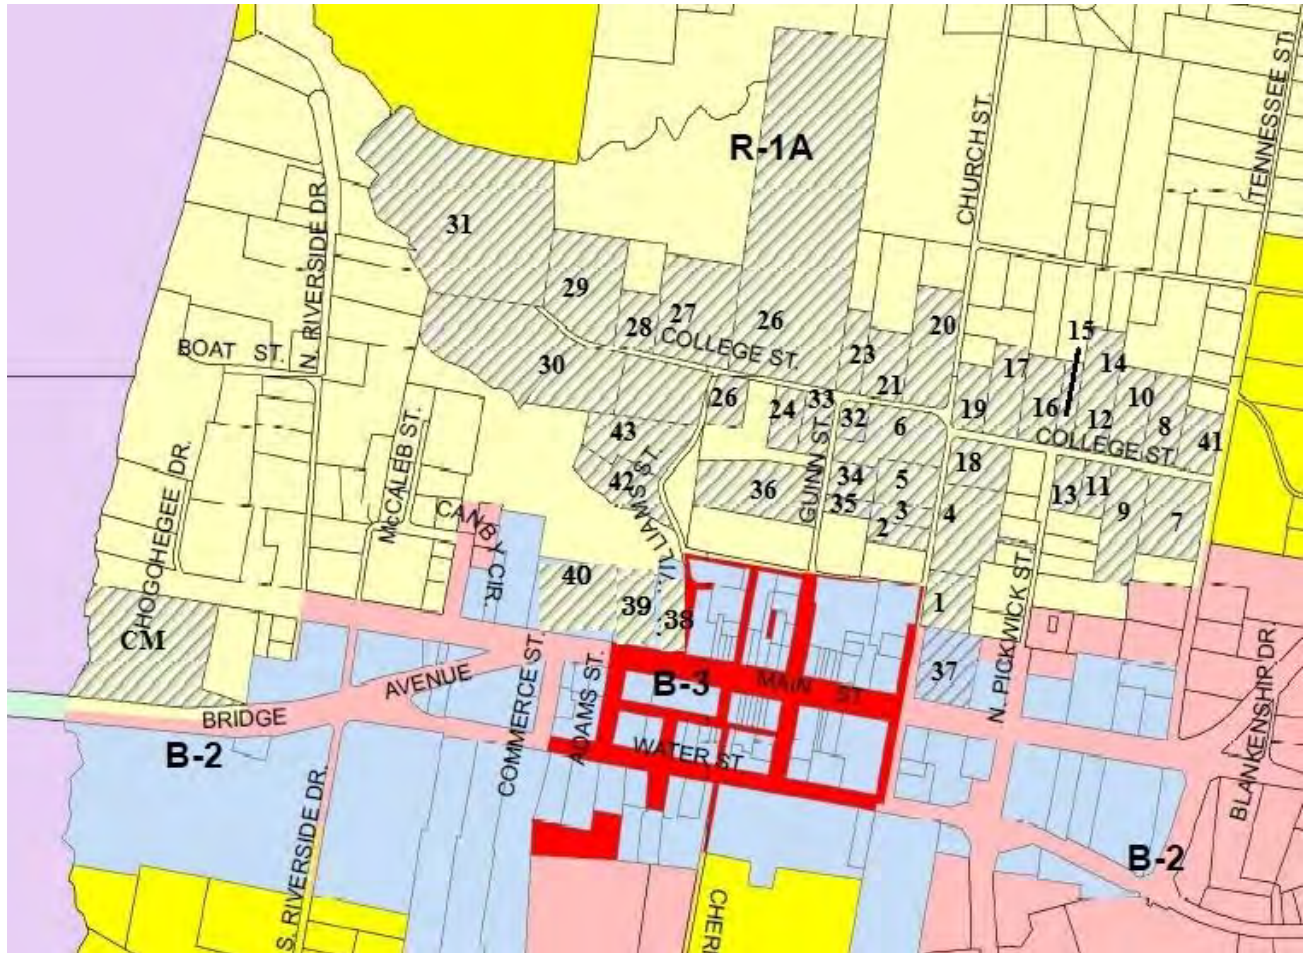 TENNESSEE ST.
CHURCH ST.
R-1A
N. RIVERSIDE DR.
31
29
28
27
26
COLLEGE ST.
20
15
23
17
14
21
BOAT ST.
30
26
24
33
32
6
19
16
12
10
8
41
COLLEGE ST.
McCALEB ST.
43
42
GUINN ST.
18
34
5
36
35
3
2
4
13
11
9
7
HOGOHEGEE DR.
CANBY CIR.
40
39
38
1
N. PICKWICK ST.
CM
37
B-3
MAIN ST.
AVENUE
BRIDGE
COMMERCE ST.
ADAMS ST.
WATER ST.
B-2
BLANKENSHIP DR.
S. RIVERSIDE DR.
B-2